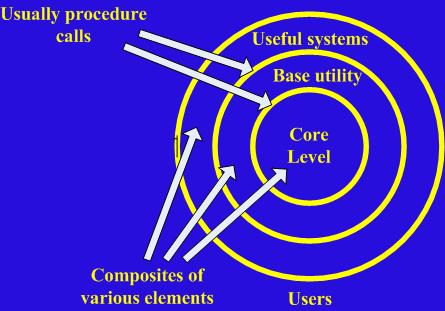 Usually procedure
calls
Useful systems
Base utility
Core
Level
Composites of
various elements
Users